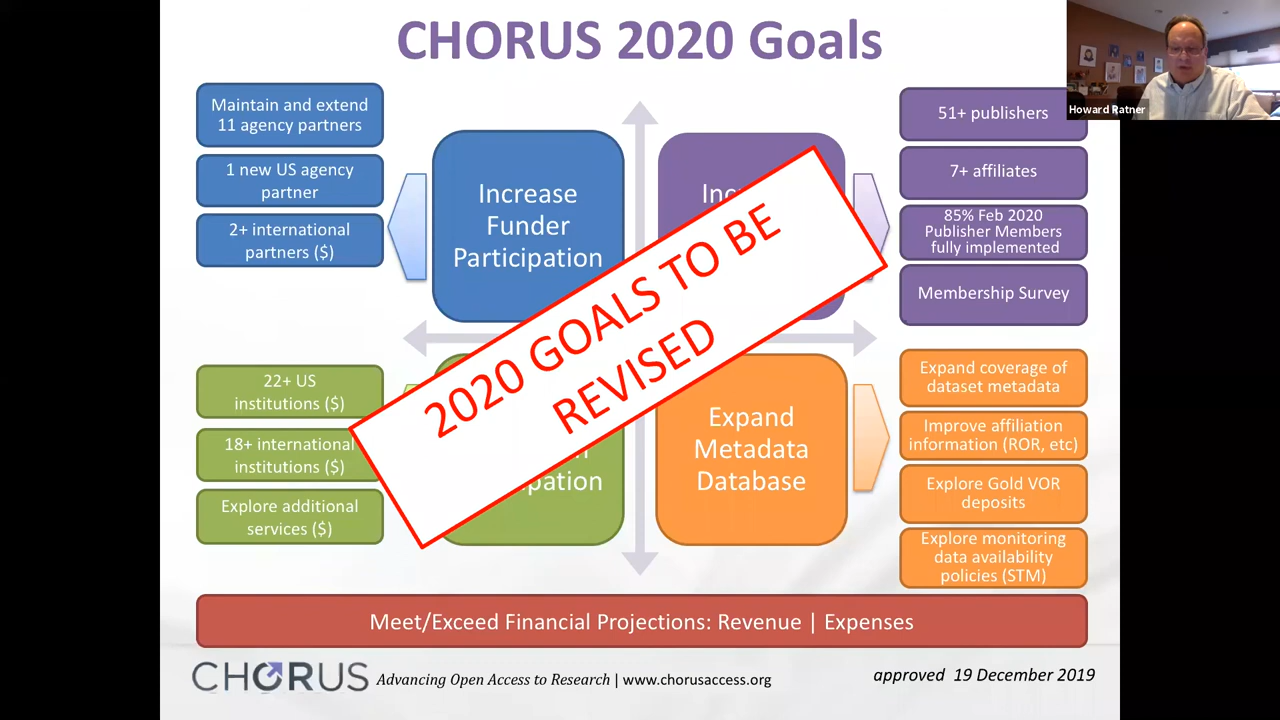 CHORUS 2020 Goals
Howard Ratner
Maintain and extend
11 agency partners
1 new US agency
partner
2+ international
partners ($)
Increase
Funder
Participation
51+ publishers
7+ affiliates
85% Feb 2020
Publisher Members
fully implemented
Membership Survey
2020 GOALS TO BE
REVISED
22+ US
institutions ($)
18+ international
institutions ($)
Explore additional
services ($)
Expand
Metadata
Database
Expand coverage of
dataset metadata
Improve affiliation
information (ROR, etc)
Explore Gold VOR
deposits
Explore monitoring
data availability
policies (STM)
Meet/Exceed Financial Projections: Revenue | Expenses
CHORUS Advancing Open Access to Research | www.chorusaccess.org
approved 19 December 2019